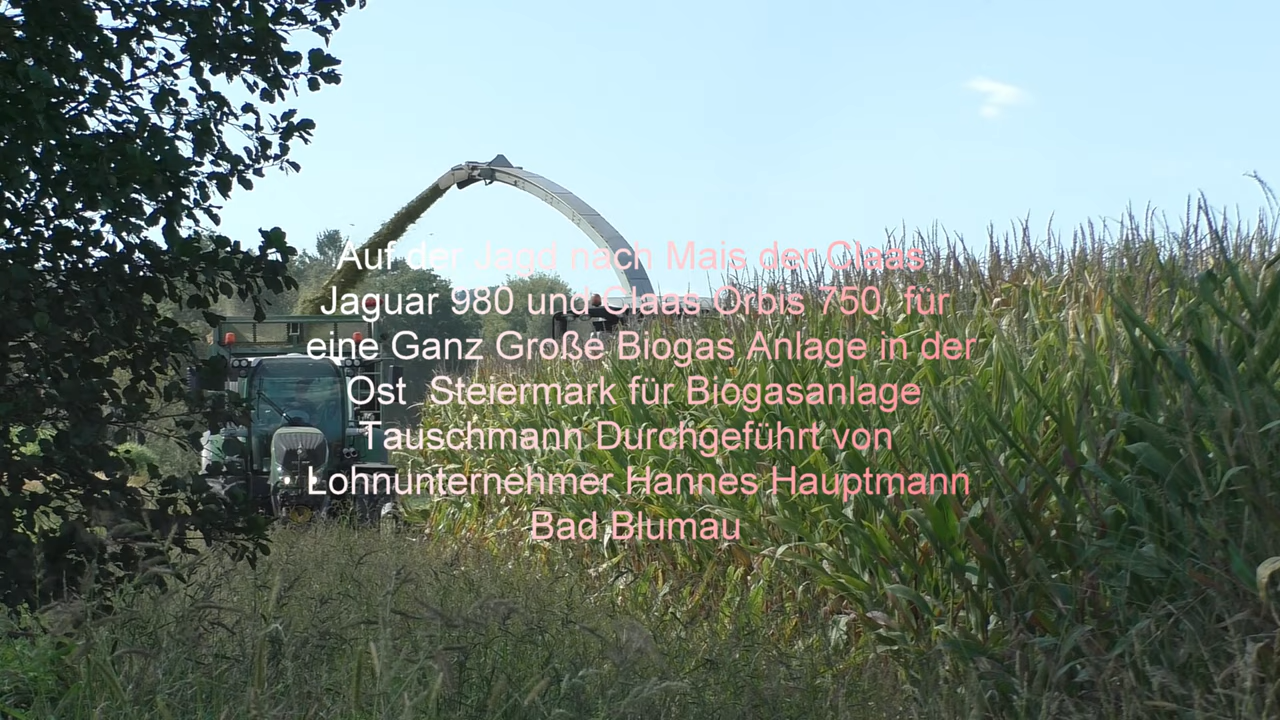 Auf der Jagd nach Mais der Claas
Jaguar 980 und Claas Orbis 750, für
eine Ganz Große Biogas Anlage in der
Ost Steiermark für Biogasanlage
Tauschmann Durchgeführt von
Lohnunternehmer Hannes Hauptmann
Bad Blumau